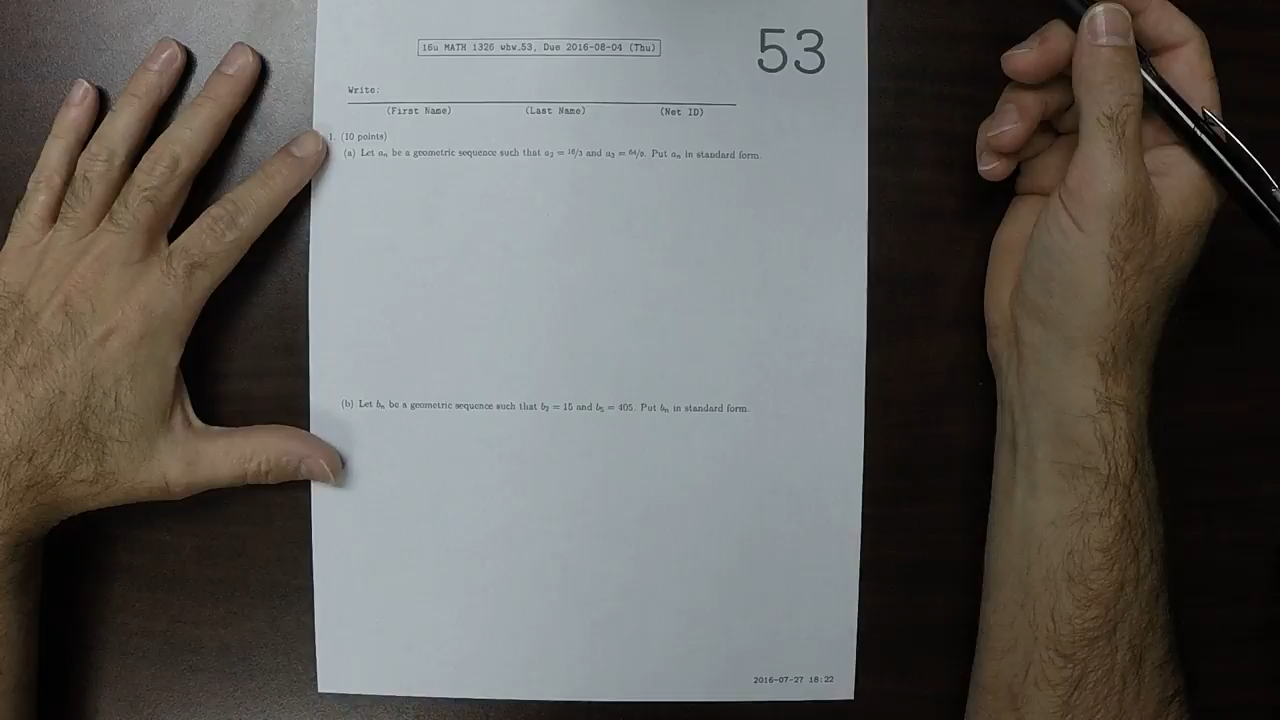 16u MATH 1326 wbw.53, Due 2016-08-04 (Thu)
53
Write:
(First Name) (Last Name) (Net ID)
1. (10 points)
(a) Let aₙ be a geometric sequence such that a₂ = 16/3 and a₃ = 64/9. Put aₙ in standard form.
(b) Let bₙ be a geometric sequence such that b₂ = 15 and b₅ = 405. Put bₙ in standard form.
2016-07-27 18:22